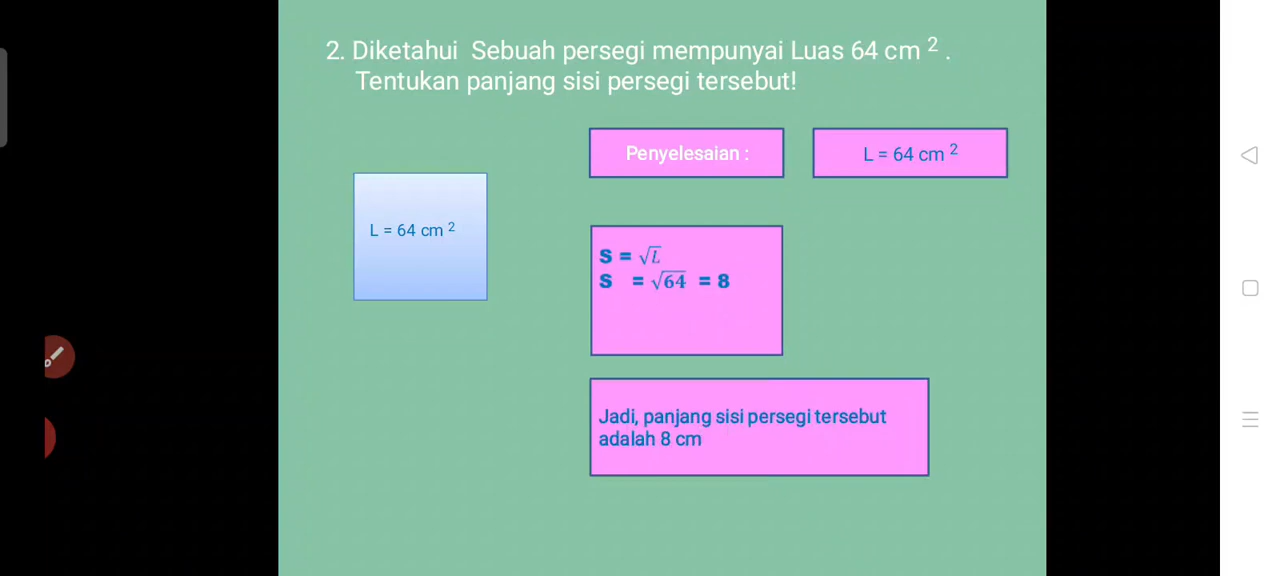 2. Diketahui Sebuah persegi mempunyai Luas 64 cm ² .
Tentukan panjang sisi persegi tersebut!
Penyelesaian :
L = 64 cm ²
L = 64 cm ²
S = √L
S = √64 = 8
Jadi, panjang sisi persegi tersebut
adalah 8 cm